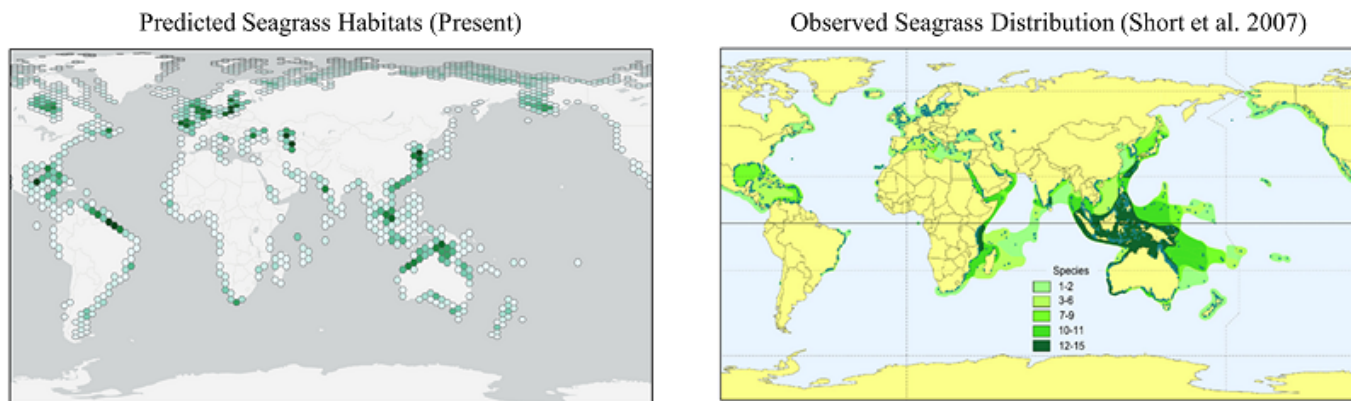 Predicted Seagrass Habitats (Present)
Observed Seagrass Distribution (Short et al. 2007)
Species
1-2
3-6
7-9
10-11
12-15